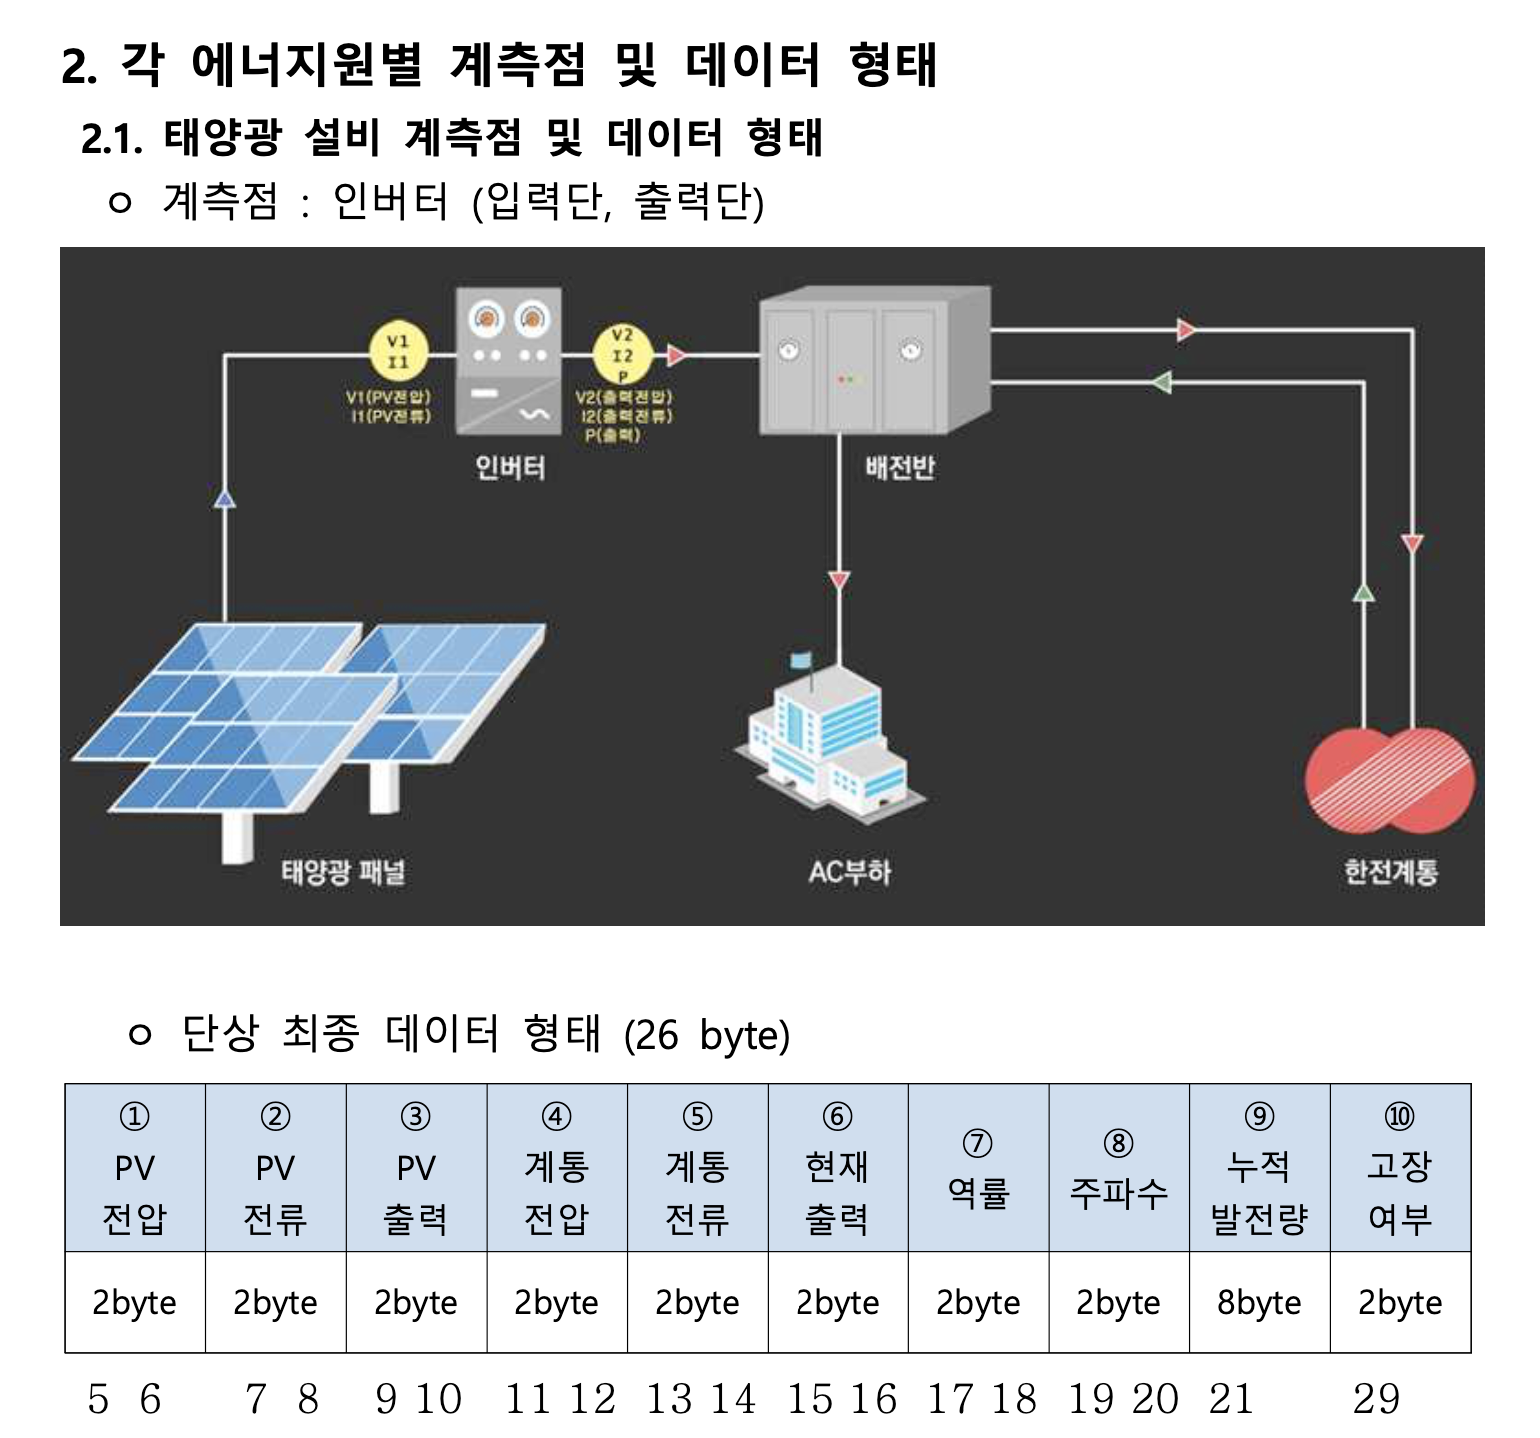 2. 각 에너지원별 계측점 및 데이터 형태
2.1. 태양광 설비 계측점 및 데이터 형태
ㅇ 계측점 : 인버터 (입력단, 출력단)
V1
I1
V1(PV전압)
I1(PV전류)
V2
I2
P
V2(출력전압)
I2(출력전류)
P(출력)
인버터
배전반
태양광 패널
AC부하
한전계통
ㅇ 단상 최종 데이터 형태 (26 byte)
① PV 전압
② PV 전류
③ PV 출력
④ 계통 전압
⑤ 계통 전류
⑥ 현재 출력
⑦ 역률
⑧ 주파수
⑨ 누적 발전량
⑩ 고장 여부
2byte 2byte 2byte 2byte 2byte 2byte 2byte 2byte 8byte 2byte
5 6 7 8 9 10 11 12 13 14 15 16 17 18 19 20 21 29